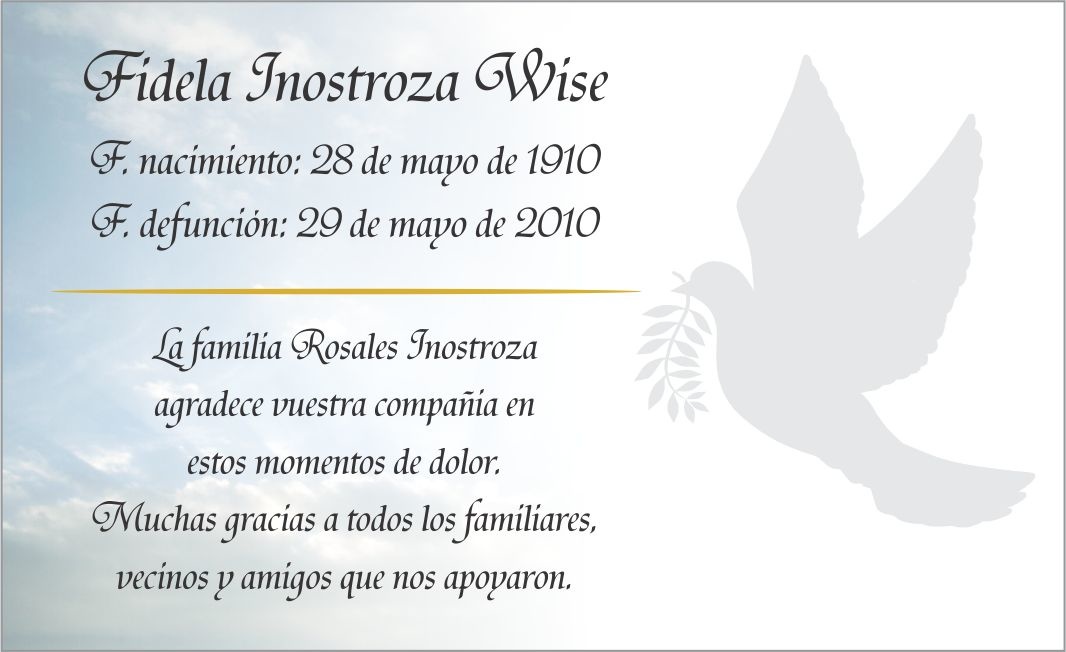 Fidela Inostroza Wise
F. nacimiento: 28 de mayo de 1910
F. defunción: 29 de mayo de 2010
La familia Rosales Inostroza
agradece vuestra compañia en
estos momentos de dolor.
Muchas gracias a todos los familiares,
vecinos y amigos que nos apoyaron.